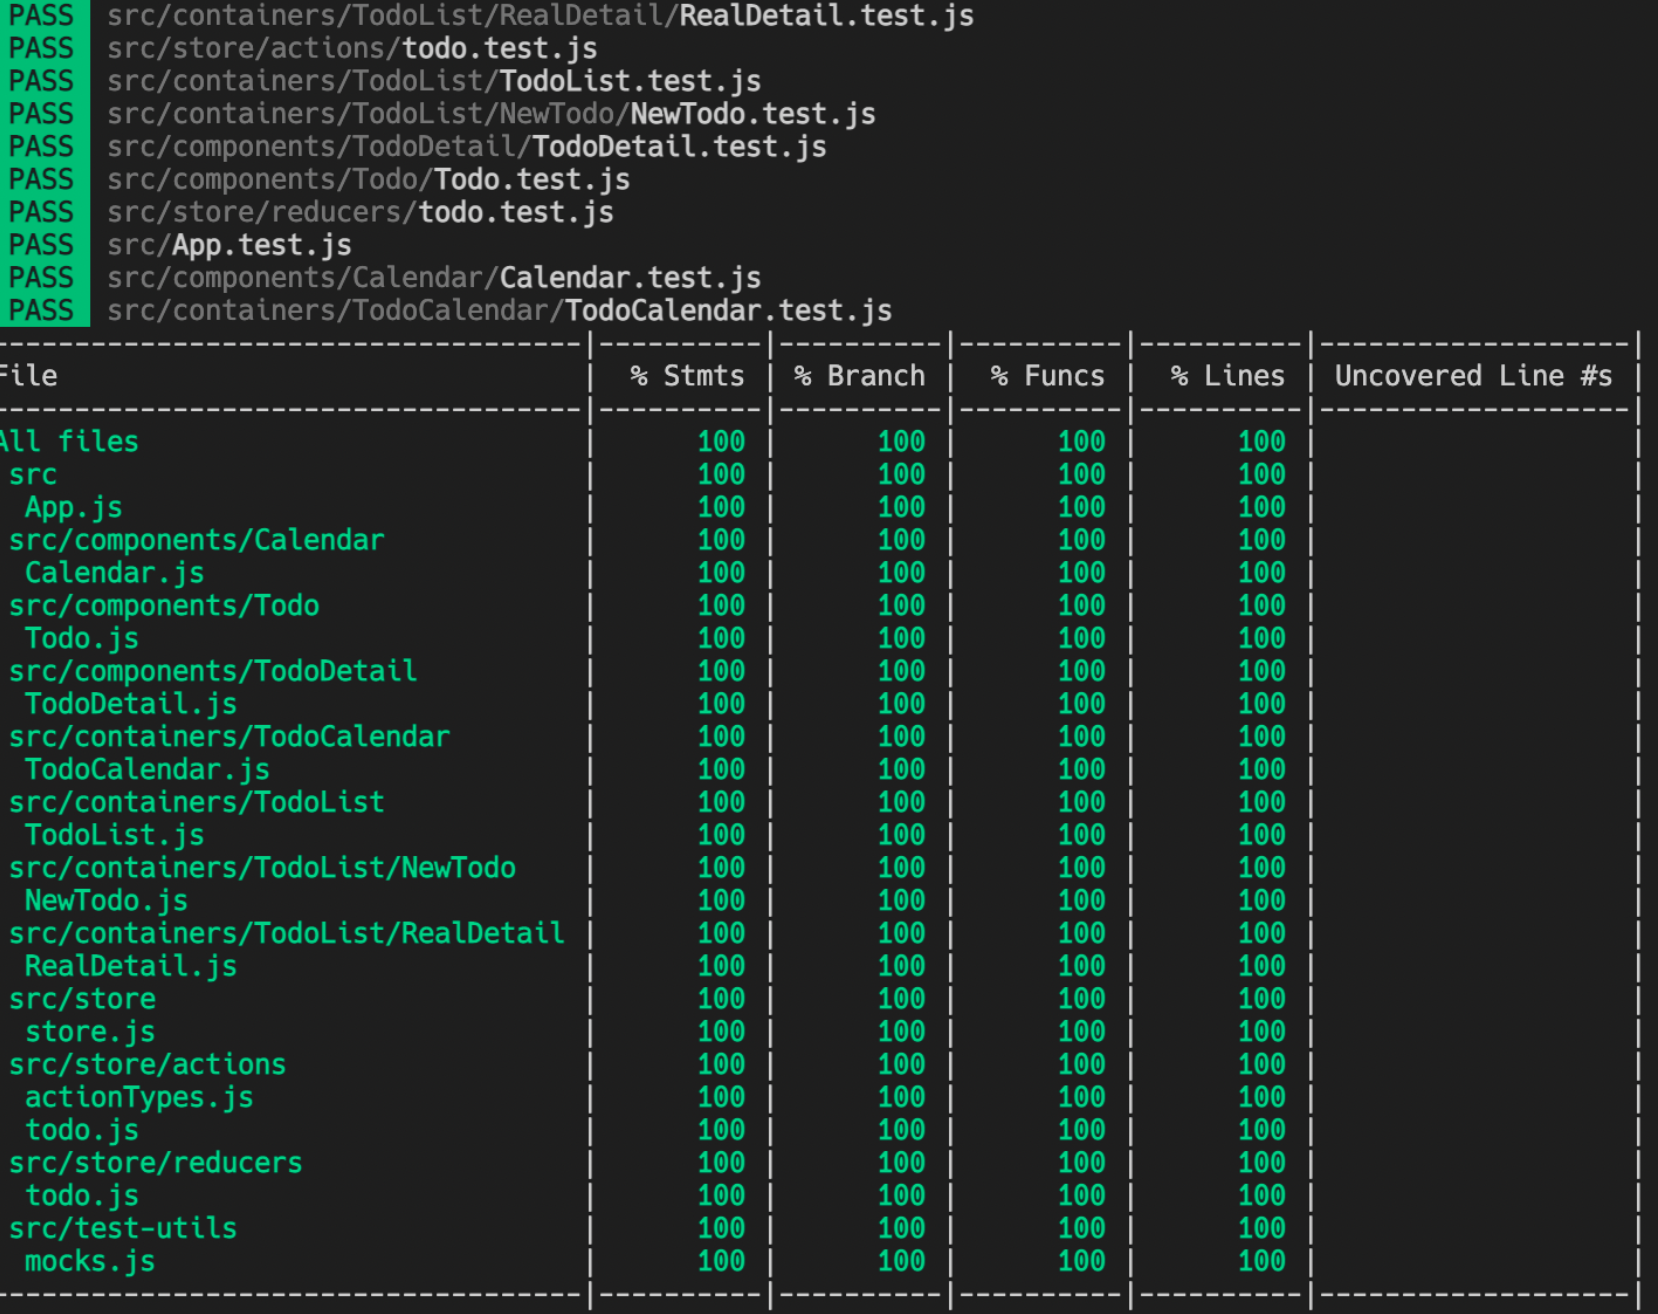 PASS src/containers/TodoList/RealDetail/RealDetail.test.js
PASS src/store/actions/todo.test.js
PASS src/containers/TodoList/TodoList.test.js
PASS src/containers/TodoList/NewTodo/NewTodo.test.js
PASS src/components/TodoDetail/TodoDetail.test.js
PASS src/components/Todo/Todo.test.js
PASS src/store/reducers/todo.test.js
PASS src/App.test.js
PASS src/components/Calendar/Calendar.test.js
PASS src/containers/TodoCalendar/TodoCalendar.test.js
File | % Stmts | % Branch | % Funcs | % Lines | Uncovered Line #s |
All files | 100 | 100 | 100 | 100 | |
src | 100 | 100 | 100 | 100 | |
App.js | 100 | 100 | 100 | 100 | |
src/components/Calendar | 100 | 100 | 100 | 100 | |
Calendar.js | 100 | 100 | 100 | 100 | |
src/components/Todo | 100 | 100 | 100 | 100 | |
Todo.js | 100 | 100 | 100 | 100 | |
src/components/TodoDetail | 100 | 100 | 100 | 100 | |
TodoDetail.js | 100 | 100 | 100 | 100 | |
src/containers/TodoCalendar | 100 | 100 | 100 | 100 | |
TodoCalendar.js | 100 | 100 | 100 | 100 | |
src/containers/TodoList | 100 | 100 | 100 | 100 | |
TodoList.js | 100 | 100 | 100 | 100 | |
src/containers/TodoList/NewTodo | 100 | 100 | 100 | 100 | |
NewTodo.js | 100 | 100 | 100 | 100 | |
src/containers/TodoList/RealDetail | 100 | 100 | 100 | 100 | |
RealDetail.js | 100 | 100 | 100 | 100 | |
src/store | 100 | 100 | 100 | 100 | |
store.js | 100 | 100 | 100 | 100 | |
src/store/actions | 100 | 100 | 100 | 100 | |
actionTypes.js | 100 | 100 | 100 | 100 | |
todo.js | 100 | 100 | 100 | 100 | |
src/store/reducers | 100 | 100 | 100 | 100 | |
todo.js | 100 | 100 | 100 | 100 | |
src/test-utils | 100 | 100 | 100 | 100 | |
mocks.js | 100 | 100 | 100 | 100 | |